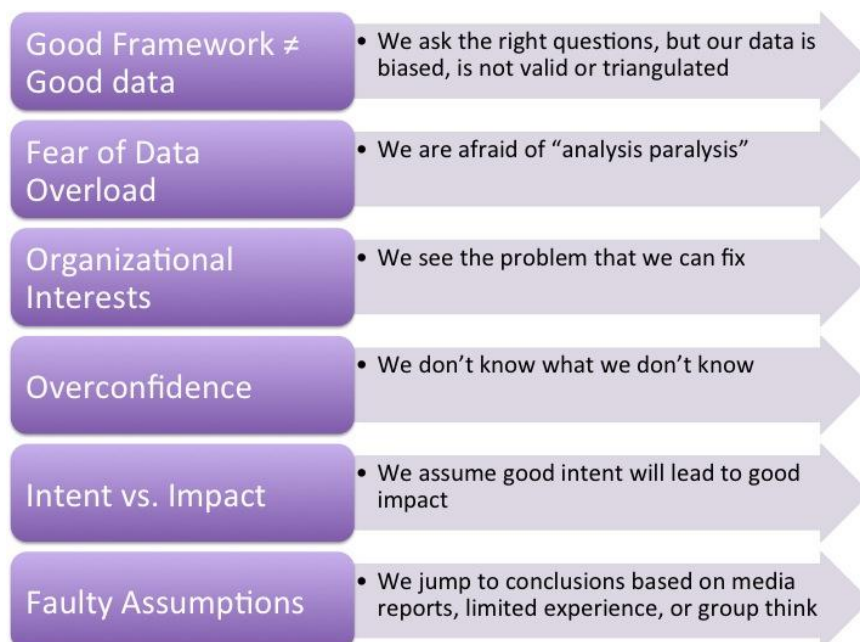 Good Framework ≠
Good data
• We ask the right questions, but our data is
biased, is not valid or triangulated
Fear of Data
Overload
• We are afraid of “analysis paralysis”
Organizational
Interests
• We see the problem that we can fix
Overconfidence
• We don’t know what we don’t know
Intent vs. Impact
• We assume good intent will lead to good
impact
Faulty Assumptions
• We jump to conclusions based on media
reports, limited experience, or group think